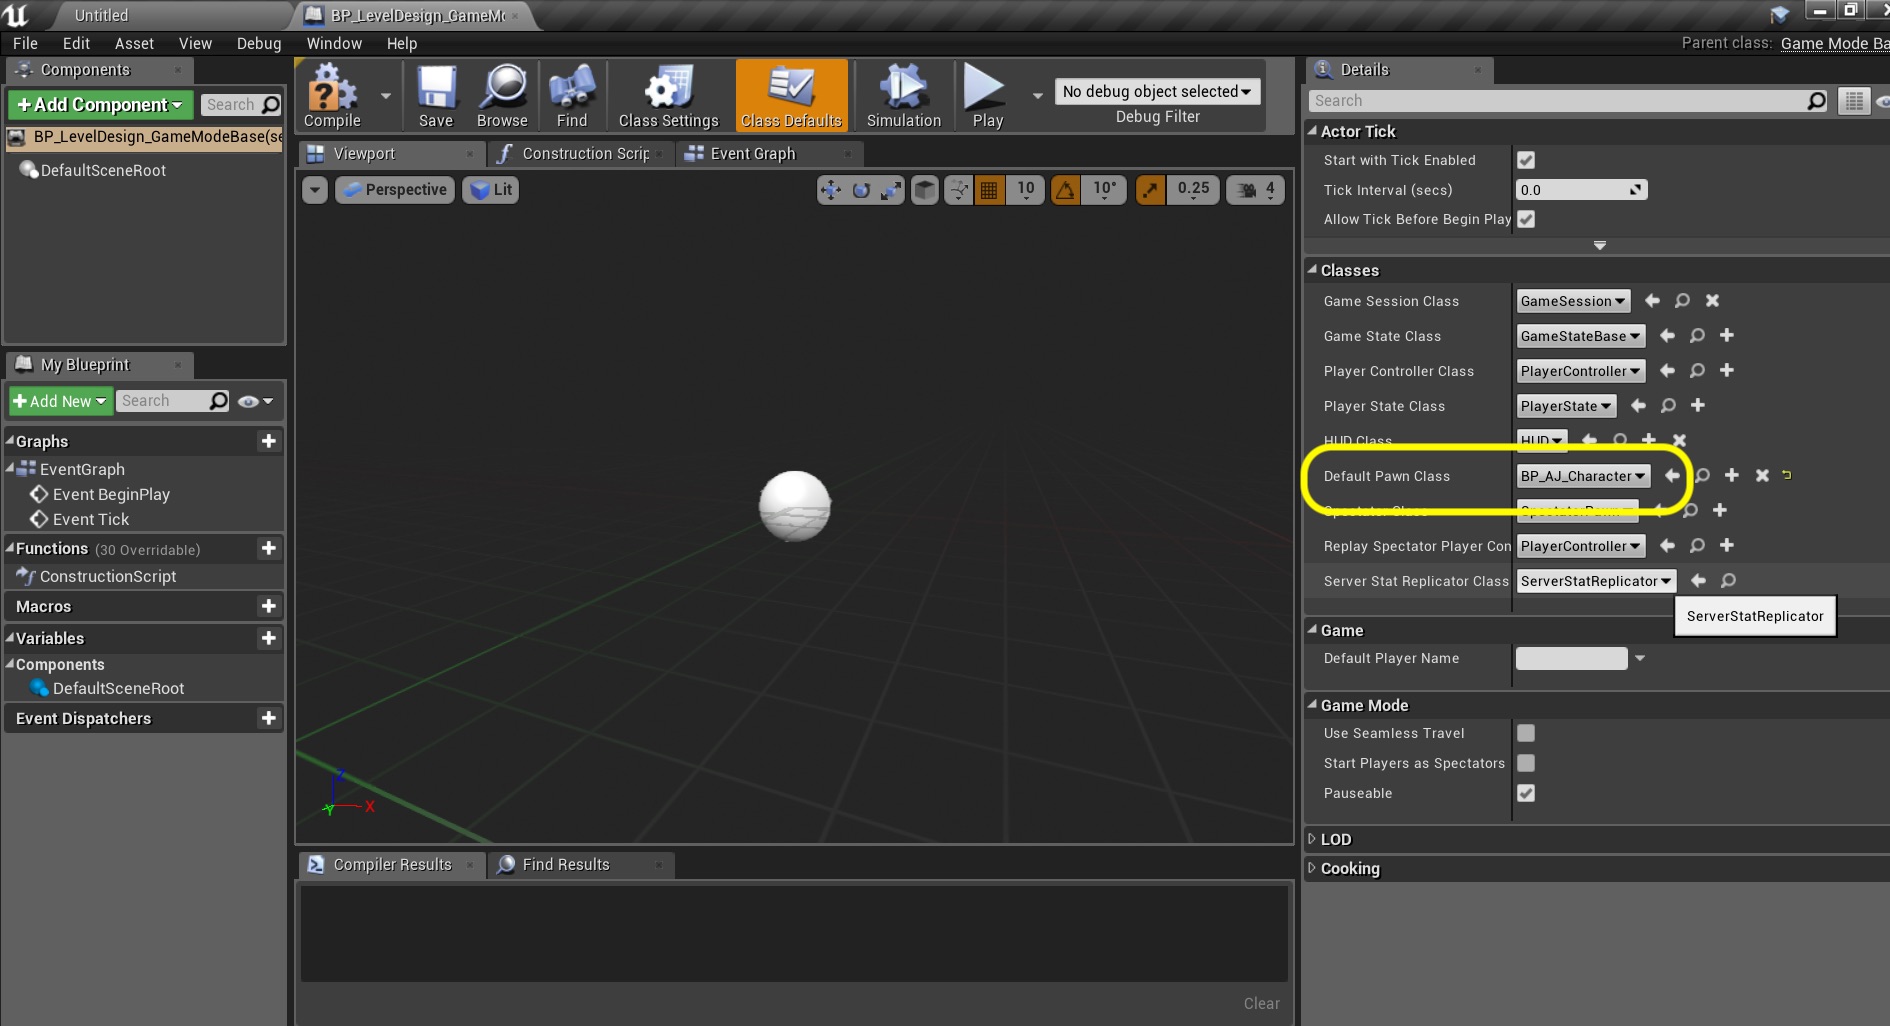 Untitled
BP_LevelDesign_GameMo
File Edit Asset View Debug Window Help
Parent class: Game Mode Ba
Components
+Add Component
Search
BP_LevelDesign_GameModeBase(se
DefaultSceneRoot
My Blueprint
Add New
Search
Graphs
EventGraph
Event BeginPlay
Event Tick
Functions (30 Overridable)
ConstructionScript
Macros
Variables
Components
DefaultSceneRoot
Event Dispatchers
Compile Save Browse Find Class Settings Class Defaults Simulation Play
No debug object selected
Debug Filter
Viewport
Construction Scrip
Event Graph
Perspective
Lit
10
10°
0.25
4
Z
Y
X
Compiler Results
Find Results
Clear
Details
Search
Actor Tick
Start with Tick Enabled
Tick Interval (secs) 0.0
Allow Tick Before Begin Play
Classes
Game Session Class GameSession
Game State Class GameStateBase
Player Controller Class PlayerController
Player State Class PlayerState
HUD Class HUD
Default Pawn Class BP_AJ_Character
Spectator Class SpectatorPawn
Replay Spectator Player Con PlayerController
Server Stat Replicator Class ServerStatReplicator
ServerStatReplicator
Game
Default Player Name
Game Mode
Use Seamless Travel
Start Players as Spectators
Pauseable
LOD
Cooking